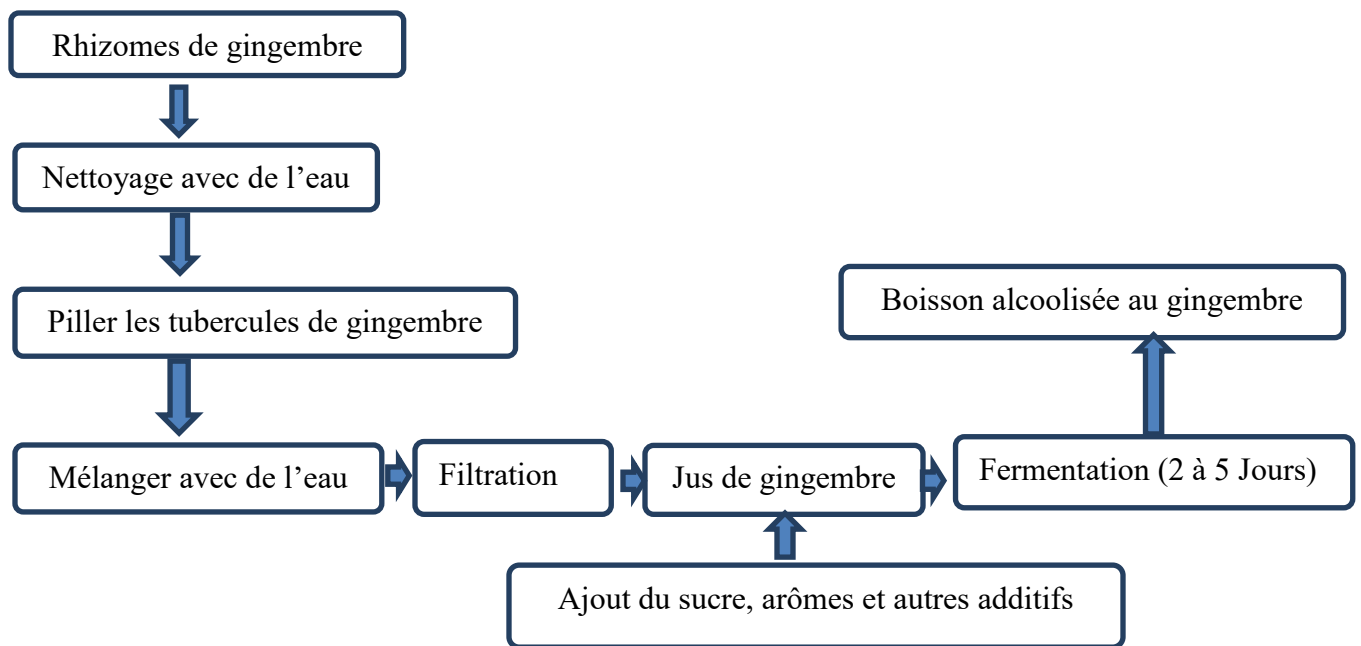 Rhizomes de gingembre
Nettoyage avec de l’eau
Piller les tubercules de gingembre
Mélanger avec de l’eau
Filtration
Jus de gingembre
Ajout du sucre, arômes et autres additifs
Fermentation (2 à 5 Jours)
Boisson alcoolisée au gingembre